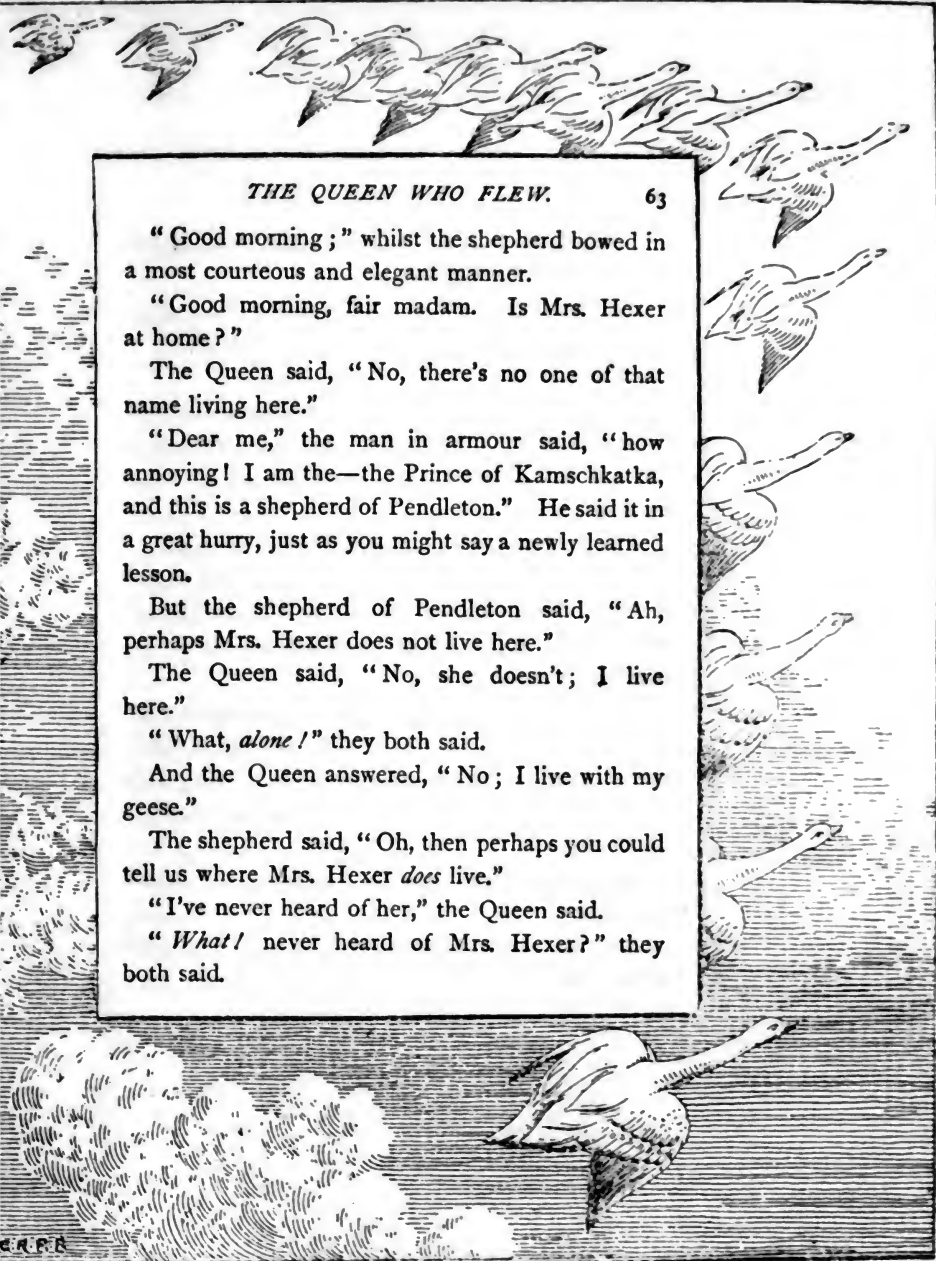 THE QUEEN WHO FLEW. 63
" Good morning ; " whilst the shepherd bowed in
a most courteous and elegant manner.
" Good morning, fair madam. Is Mrs. Hexer
at home ? "
The Queen said, " No, there's no one of that
name living here."
" Dear me," the man in armour said, " how
annoying ! I am the—the Prince of Kamschkatka,
and this is a shepherd of Pendleton." He said it in
a great hurry, just as you might say a newly learned
lesson.
But the shepherd of Pendleton said, " Ah,
perhaps Mrs. Hexer does not live here."
The Queen said, " No, she doesn't ; I live
here."
" What, alone ! " they both said.
And the Queen answered, " No ; I live with my
geese."
The shepherd said, " Oh, then perhaps you could
tell us where Mrs. Hexer does live."
" I've never heard of her," the Queen said.
" What ! never heard of Mrs. Hexer ? " they
both said.